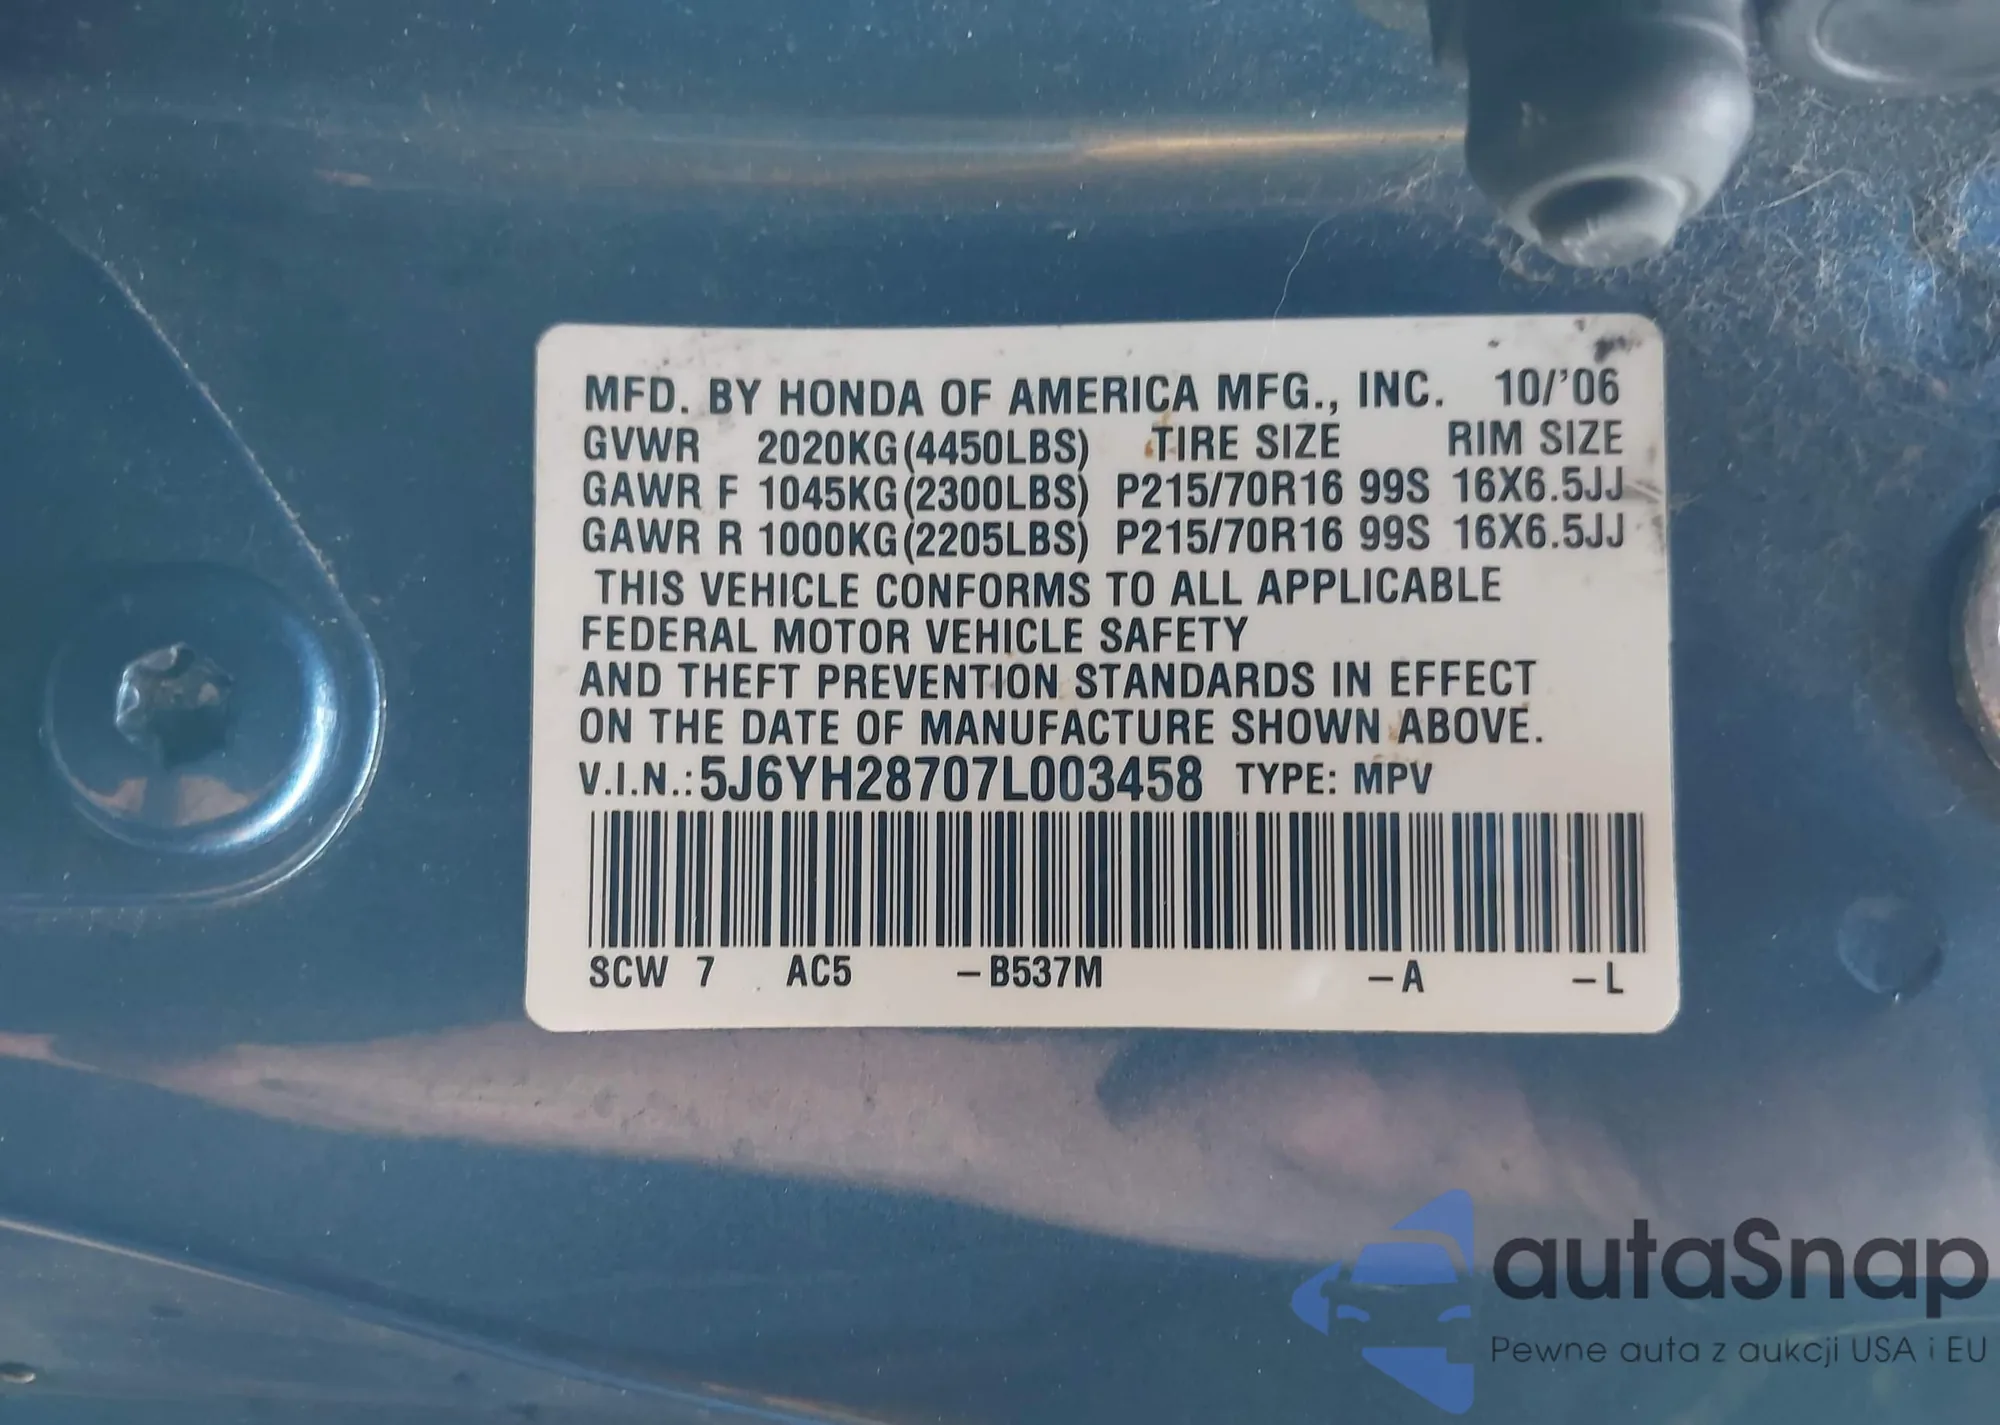 MFD. BY HONDA OF AMERICA MFG., INC. 10/'06
GVWR 2020KG(4450LBS) TIRE SIZE RIM SIZE
GAWR F 1045KG(2300LBS) P215/70R16 99S 16X6.5JJ
GAWR R 1000KG(2205LBS) P215/70R16 99S 16X6.5JJ
THIS VEHICLE CONFORMS TO ALL APPLICABLE
FEDERAL MOTOR VEHICLE SAFETY
AND THEFT PREVENTION STANDARDS IN EFFECT
ON THE DATE OF MANUFACTURE SHOWN ABOVE.
V.I.N.: 5J6YH28707L003458 TYPE: MPV
SCW 7 AC5 –B537M –A –L
autaSnap
Pewne auta z aukcji USA i EU